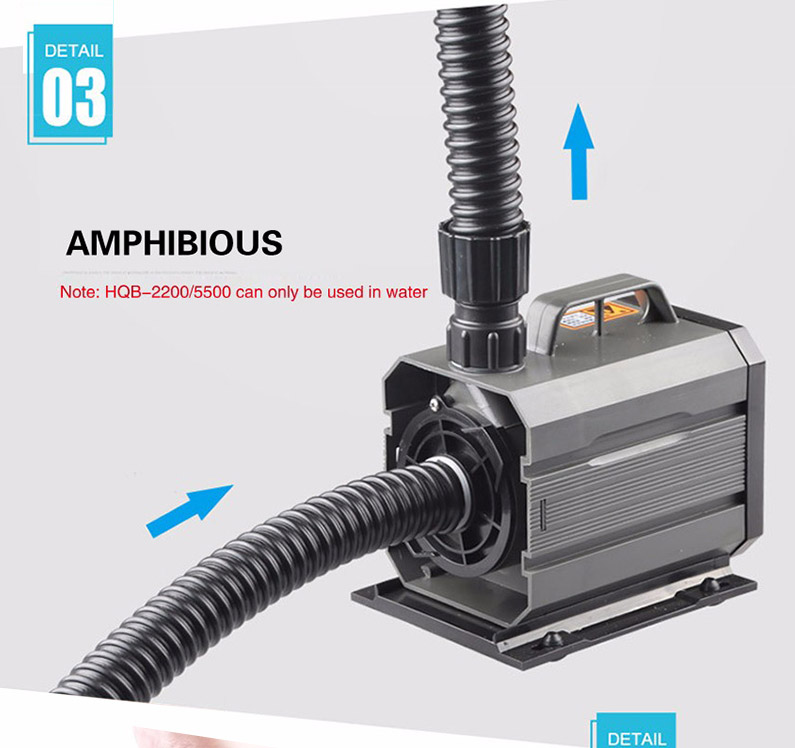 DETAIL
03
AMPHIBIOUS
Note: HQB-2200/5500 can only be used in water
DETAIL